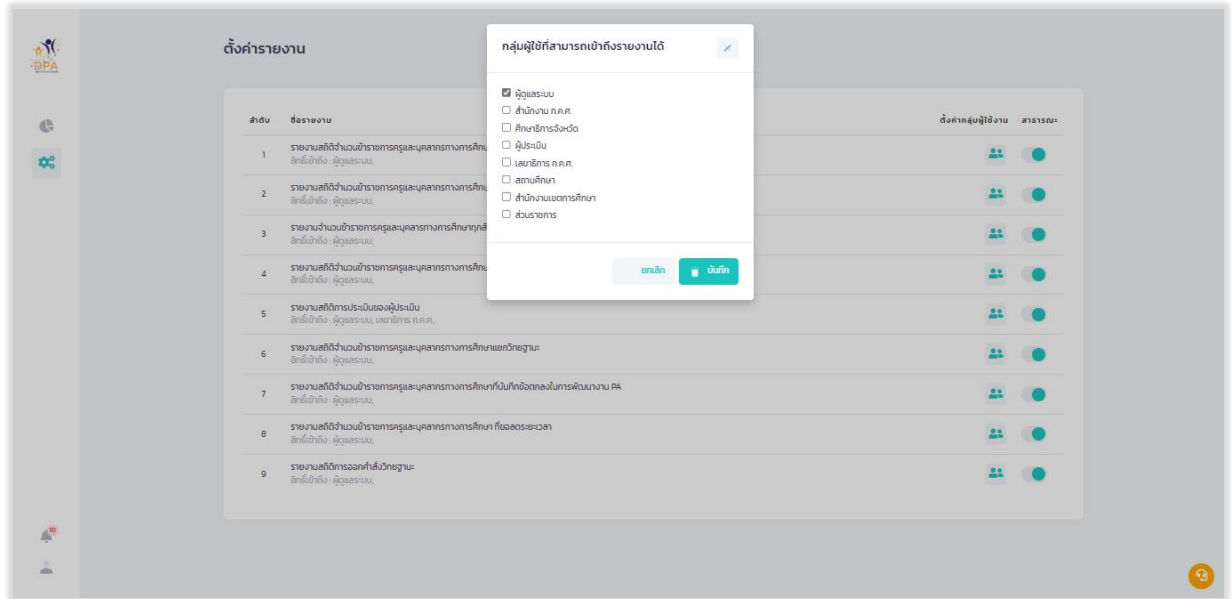 DPA
ตั้งค่ารายงาน
กลุ่มผู้ใช้ที่สามารถเข้าถึงรายงานได้
ผู้ดูแลระบบ
สำนักงาน ก.ค.ศ.
ศึกษาธิการจังหวัด
ผู้ประเมิน
เลขาธิการ ก.ค.ศ.
สถานศึกษา
สำนักงานเขตการศึกษา
ส่วนราชการ
ยกเลิก
บันทึก
ลำดับ ชื่อรายงาน ตั้งค่ากลุ่มผู้ใช้งาน สาธารณะ
1 รายงานสถิติจำนวนข้าราชการครูและบุคลากรทางการศึกษ
สิทธิ์เข้าถึง : ผู้ดูแลระบบ,
2 รายงานสถิติจำนวนข้าราชการครูและบุคลากรทางการศึกษ
สิทธิ์เข้าถึง : ผู้ดูแลระบบ,
3 รายงานจำนวนข้าราชการครูและบุคลารทางการศึกษาทุกสั
สิทธิ์เข้าถึง : ผู้ดูแลระบบ,
4 รายงานสถิติจำนวนข้าราชการครูและบุคลากรทางการศึกษ
สิทธิ์เข้าถึง : ผู้ดูแลระบบ,
5 รายงานสถิติการประเมินของผู้ประเมิน
สิทธิ์เข้าถึง : ผู้ดูแลระบบ, เลขาธิการ ก.ค.ศ.,
6 รายงานสถิติจำนวนข้าราชการครูและบุคลากรทางการศึกษาแยกวิทยฐานะ
สิทธิ์เข้าถึง : ผู้ดูแลระบบ,
7 รายงานสถิติจำนวนข้าราชการครูและบุคลากรทางการศึกษาที่บันทึกข้อตกลงในการพัฒนางาน PA
สิทธิ์เข้าถึง : ผู้ดูแลระบบ,
8 รายงานสถิติจำนวนข้าราชการครูและบุคลากรทางการศึกษา ที่ขอลดระยะเวลา
สิทธิ์เข้าถึง : ผู้ดูแลระบบ,
9 รายงานสถิติการออกคำสั่งวิทยฐานะ
สิทธิ์เข้าถึง : ผู้ดูแลระบบ,
10